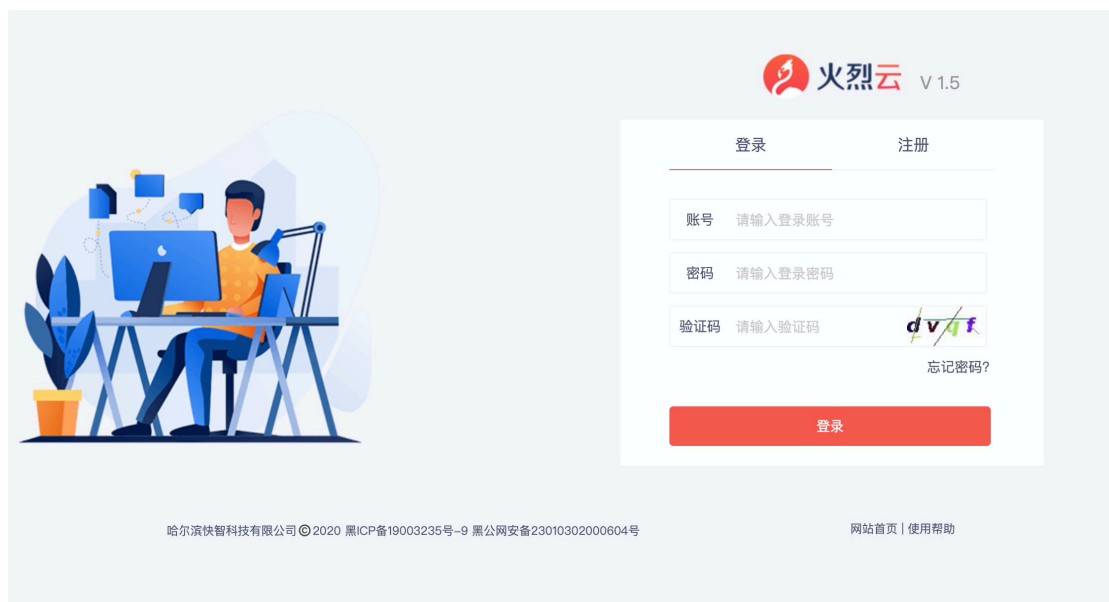 火烈云 V 1.5
登录 注册
账号 请输入登录账号
密码 请输入登录密码
验证码 请输入验证码 dvqf
忘记密码?
登录
哈尔滨快智科技有限公司©2020 黑ICP备19003235号-9 黑公网安备23010302000604号
网站首页 | 使用帮助